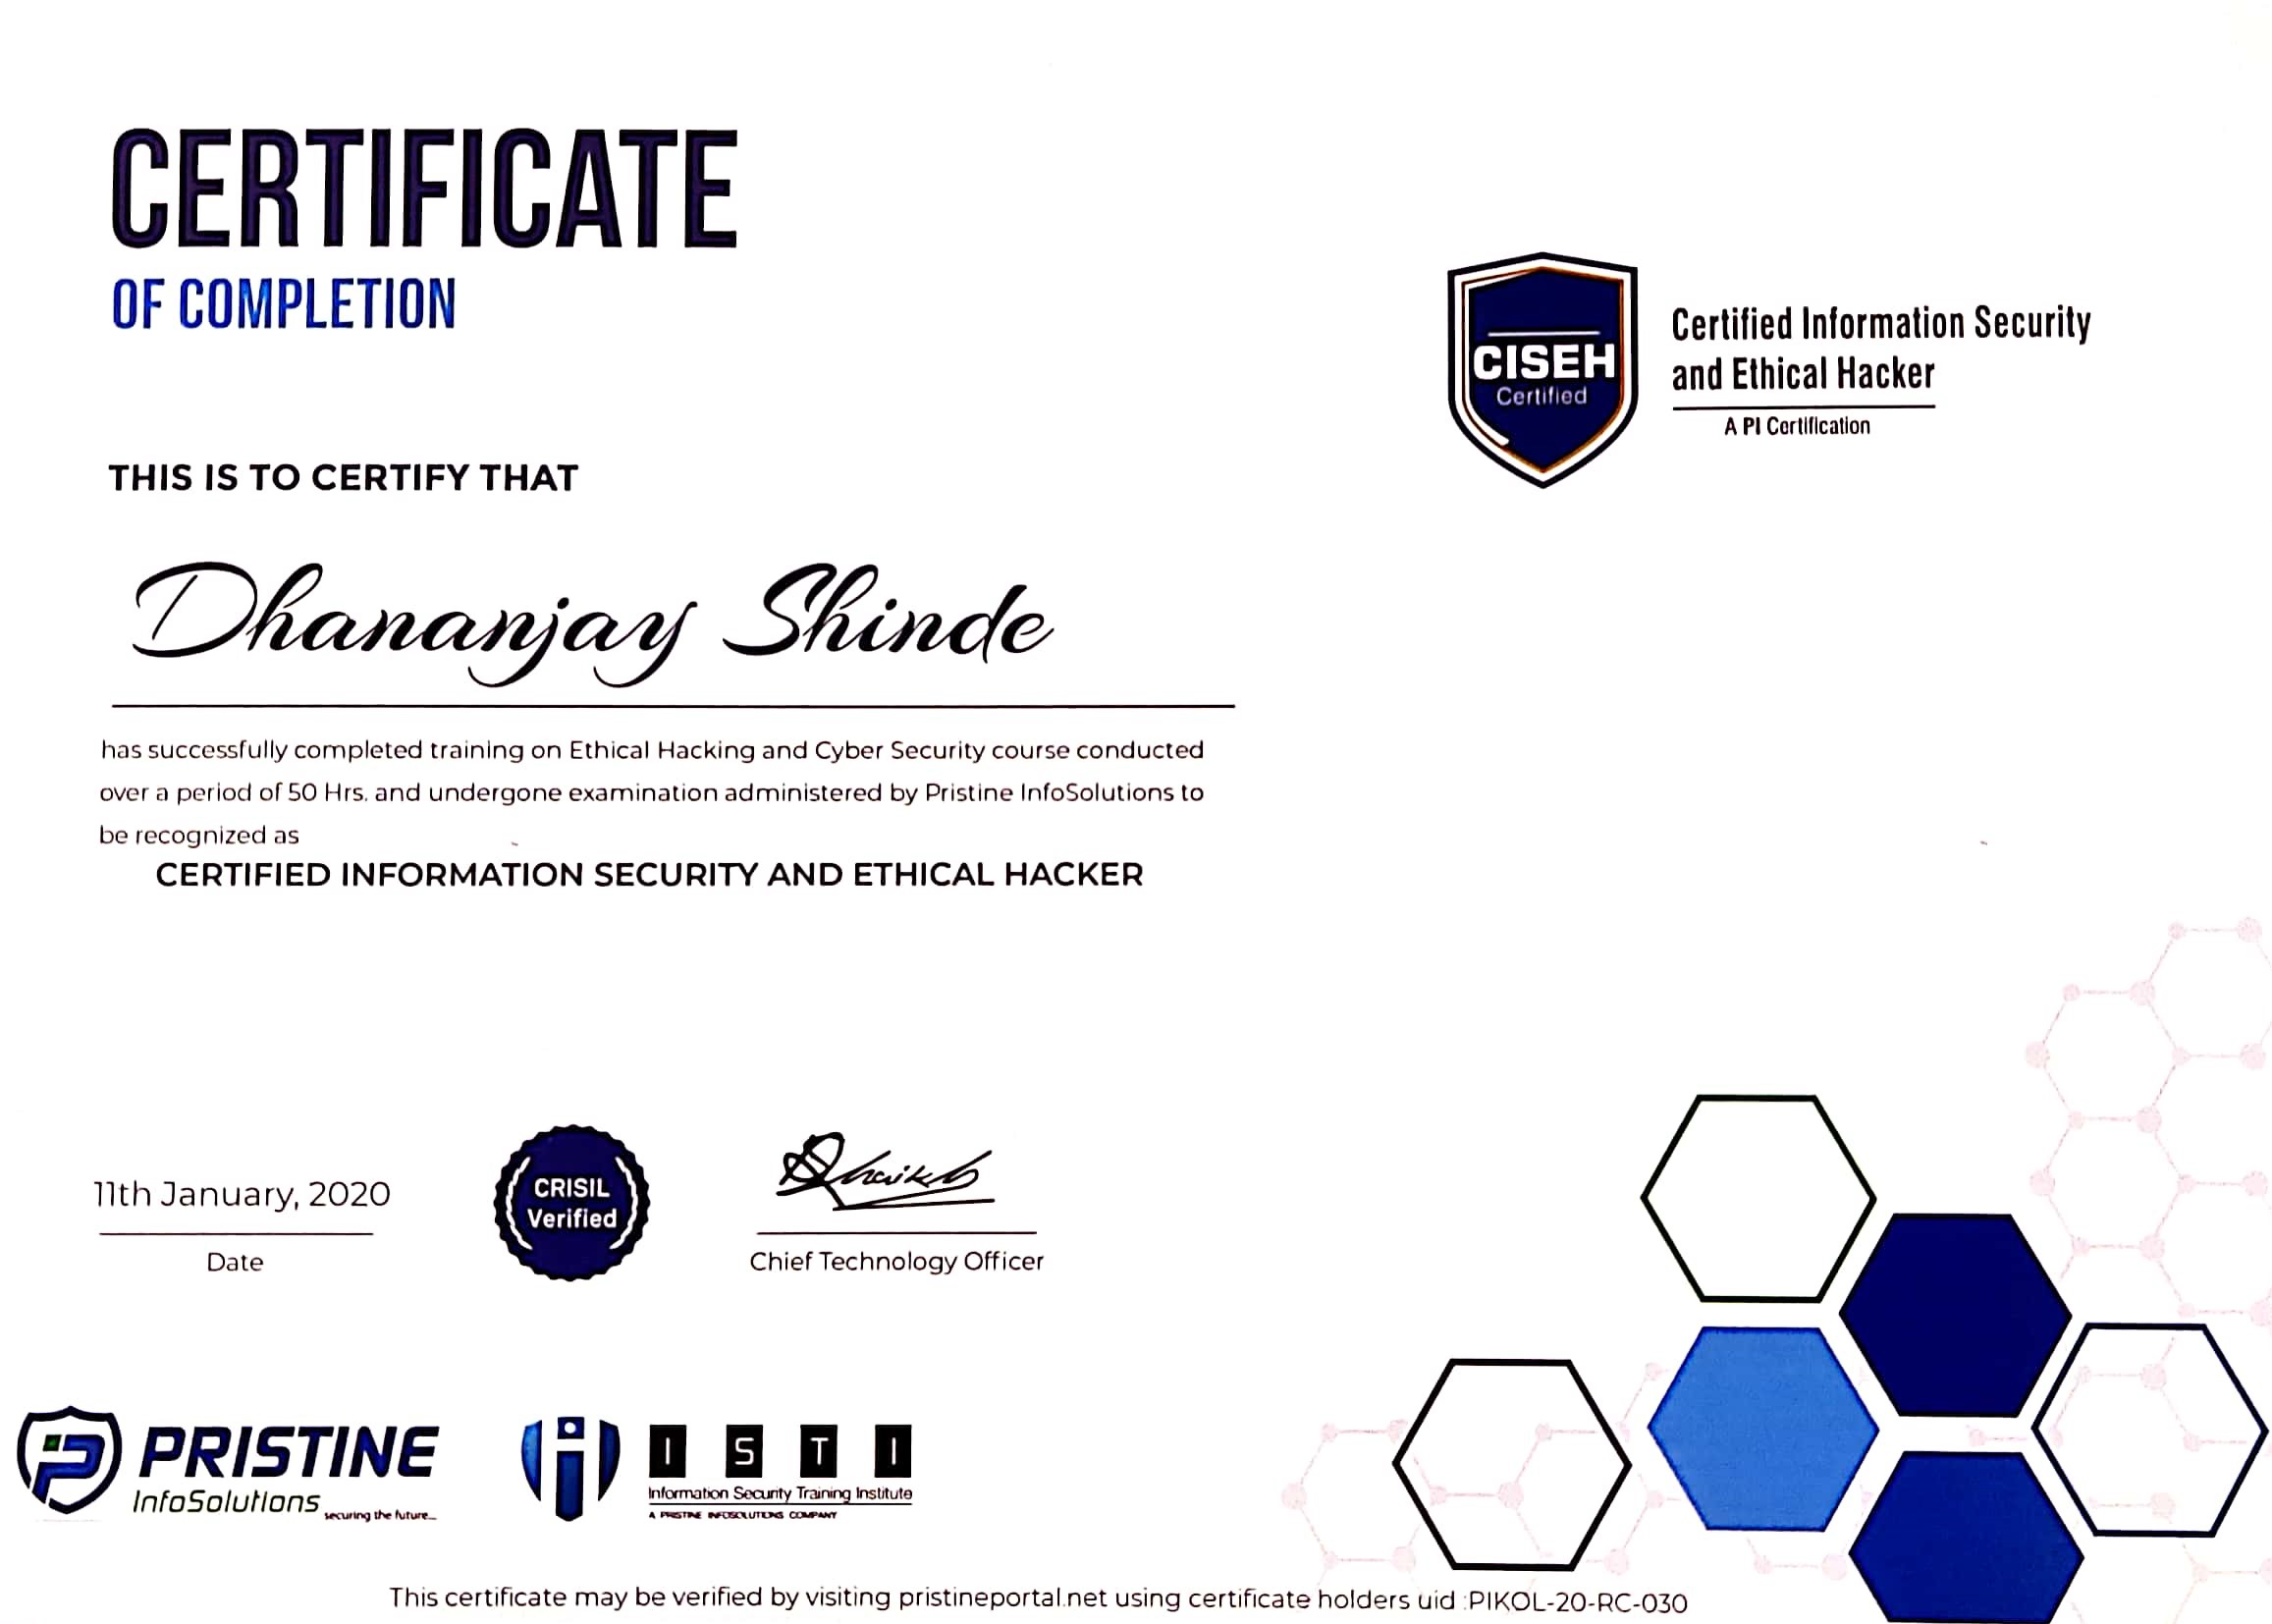 CERTIFICATE
OF COMPLETION
CISEH
Certified
Certified Information Security
and Ethical Hacker
A PI Certification
THIS IS TO CERTIFY THAT
Dhananjay Shinde
has successfully completed training on Ethical Hacking and Cyber Security course conducted
over a period of 50 Hrs. and undergone examination administered by Pristine InfoSolutions to
be recognized as
CERTIFIED INFORMATION SECURITY AND ETHICAL HACKER
11th January, 2020
Date
CRISIL
Verified
Shaikh
Chief Technology Officer
PRISTINE
InfoSolutions
securing the future...
I S T I
Information Security Training Institute
A PRISTINE INFOSOLUTIONS COMPANY
This certificate may be verified by visiting pristineportal.net using certificate holders uid :PIKOL-20-RC-030